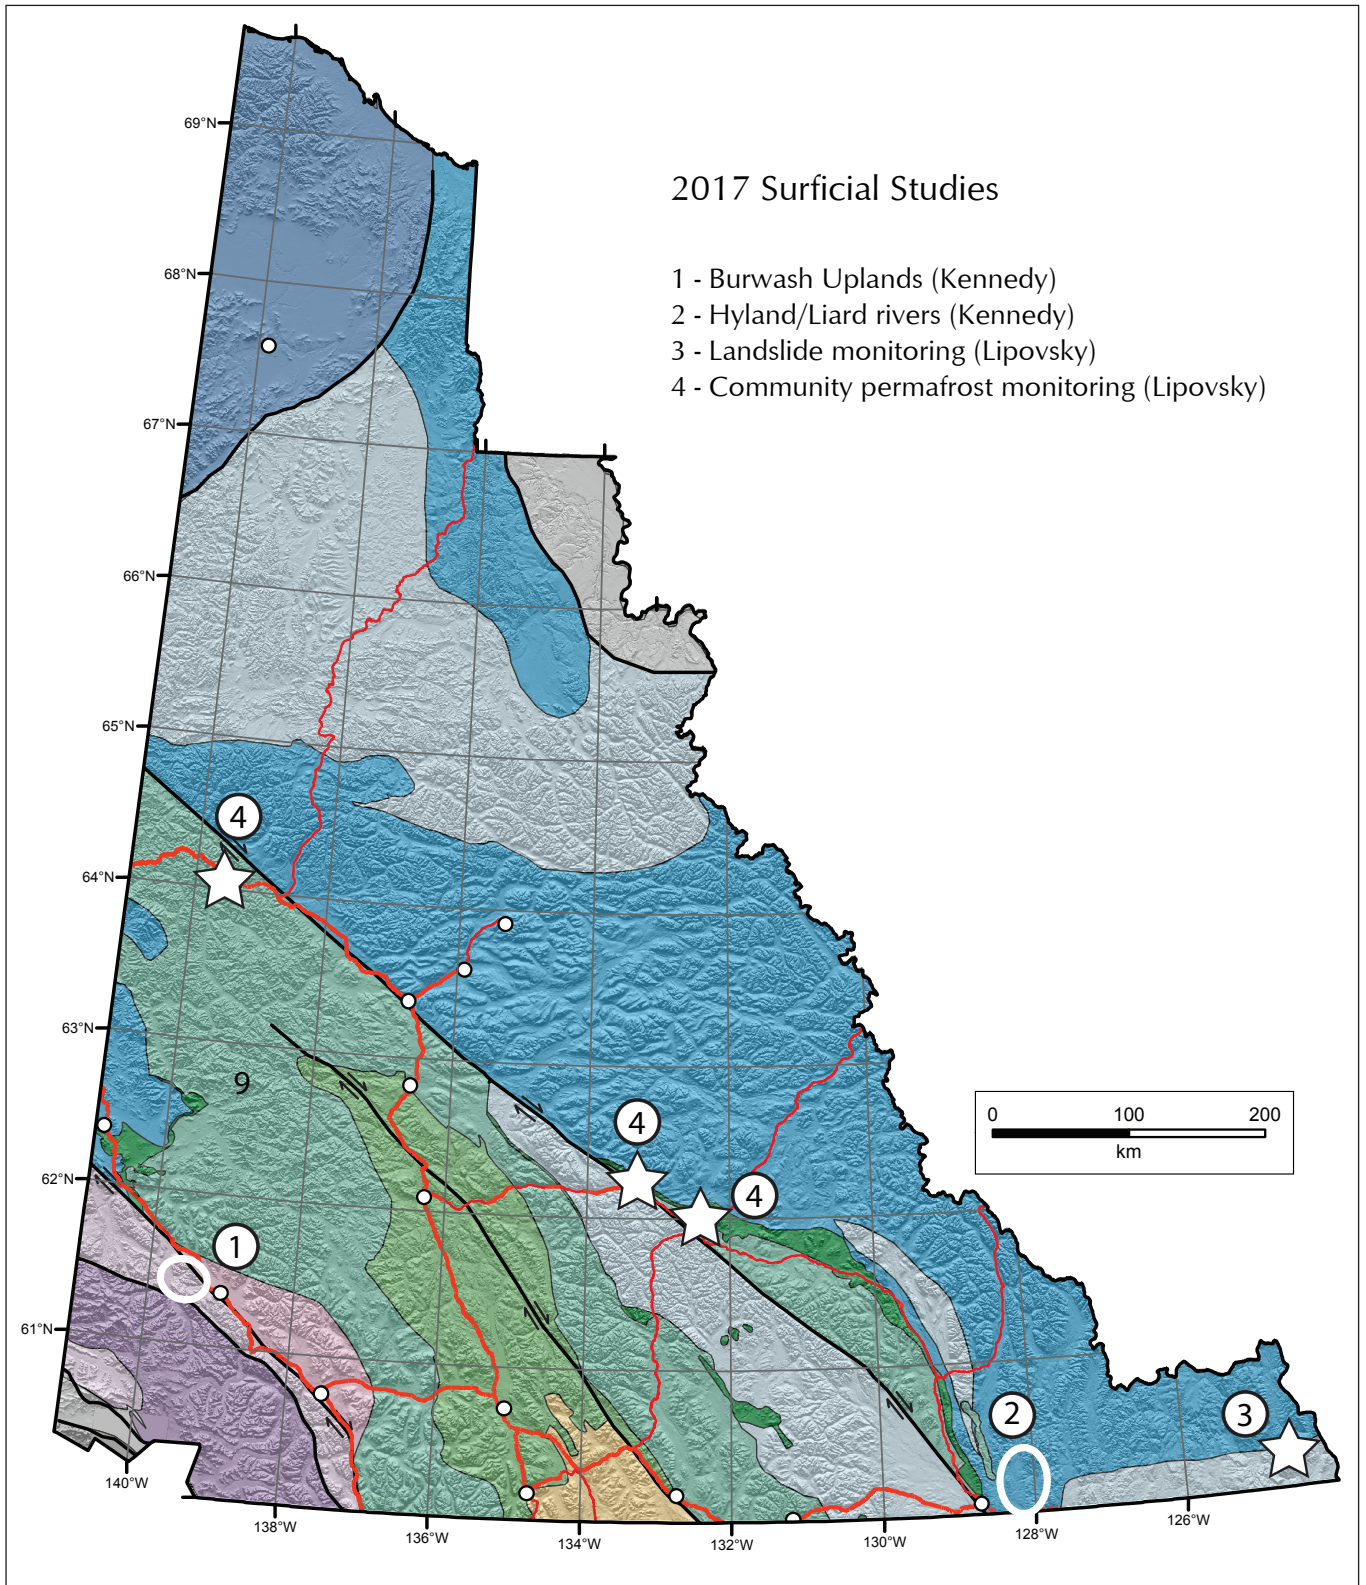 2017 Surficial Studies
1 - Burwash Uplands (Kennedy)
2 - Hyland/Liard rivers (Kennedy)
3 - Landslide monitoring (Lipovsky)
4 - Community permafrost monitoring (Lipovsky)
69°N
68°N
67°N
66°N
65°N
4
64°N
63°N
9
0 100 200
km
4
62°N
4
1
61°N
2
3
140°W
138°W
136°W
134°W
132°W
130°W
128°W
126°W